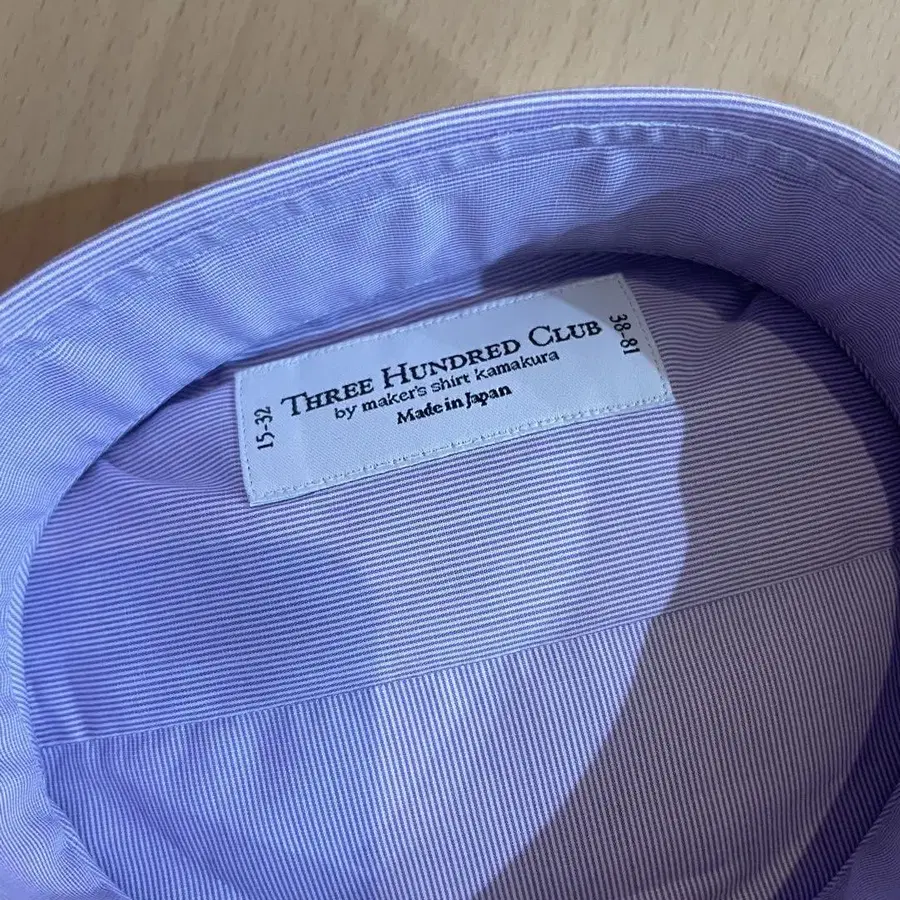 THREE HUNDRED CLUB
by maker's shirt kamakura
Made in Japan
15-32
38-81